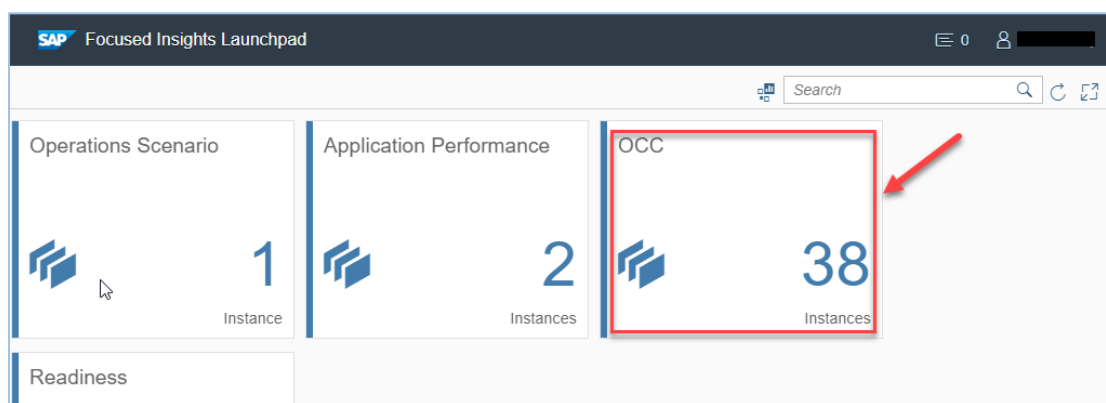 SAP Focused Insights Launchpad 0
Search
Operations Scenario
1
Instance
Application Performance
2
Instances
OCC
38
Instances
Readiness